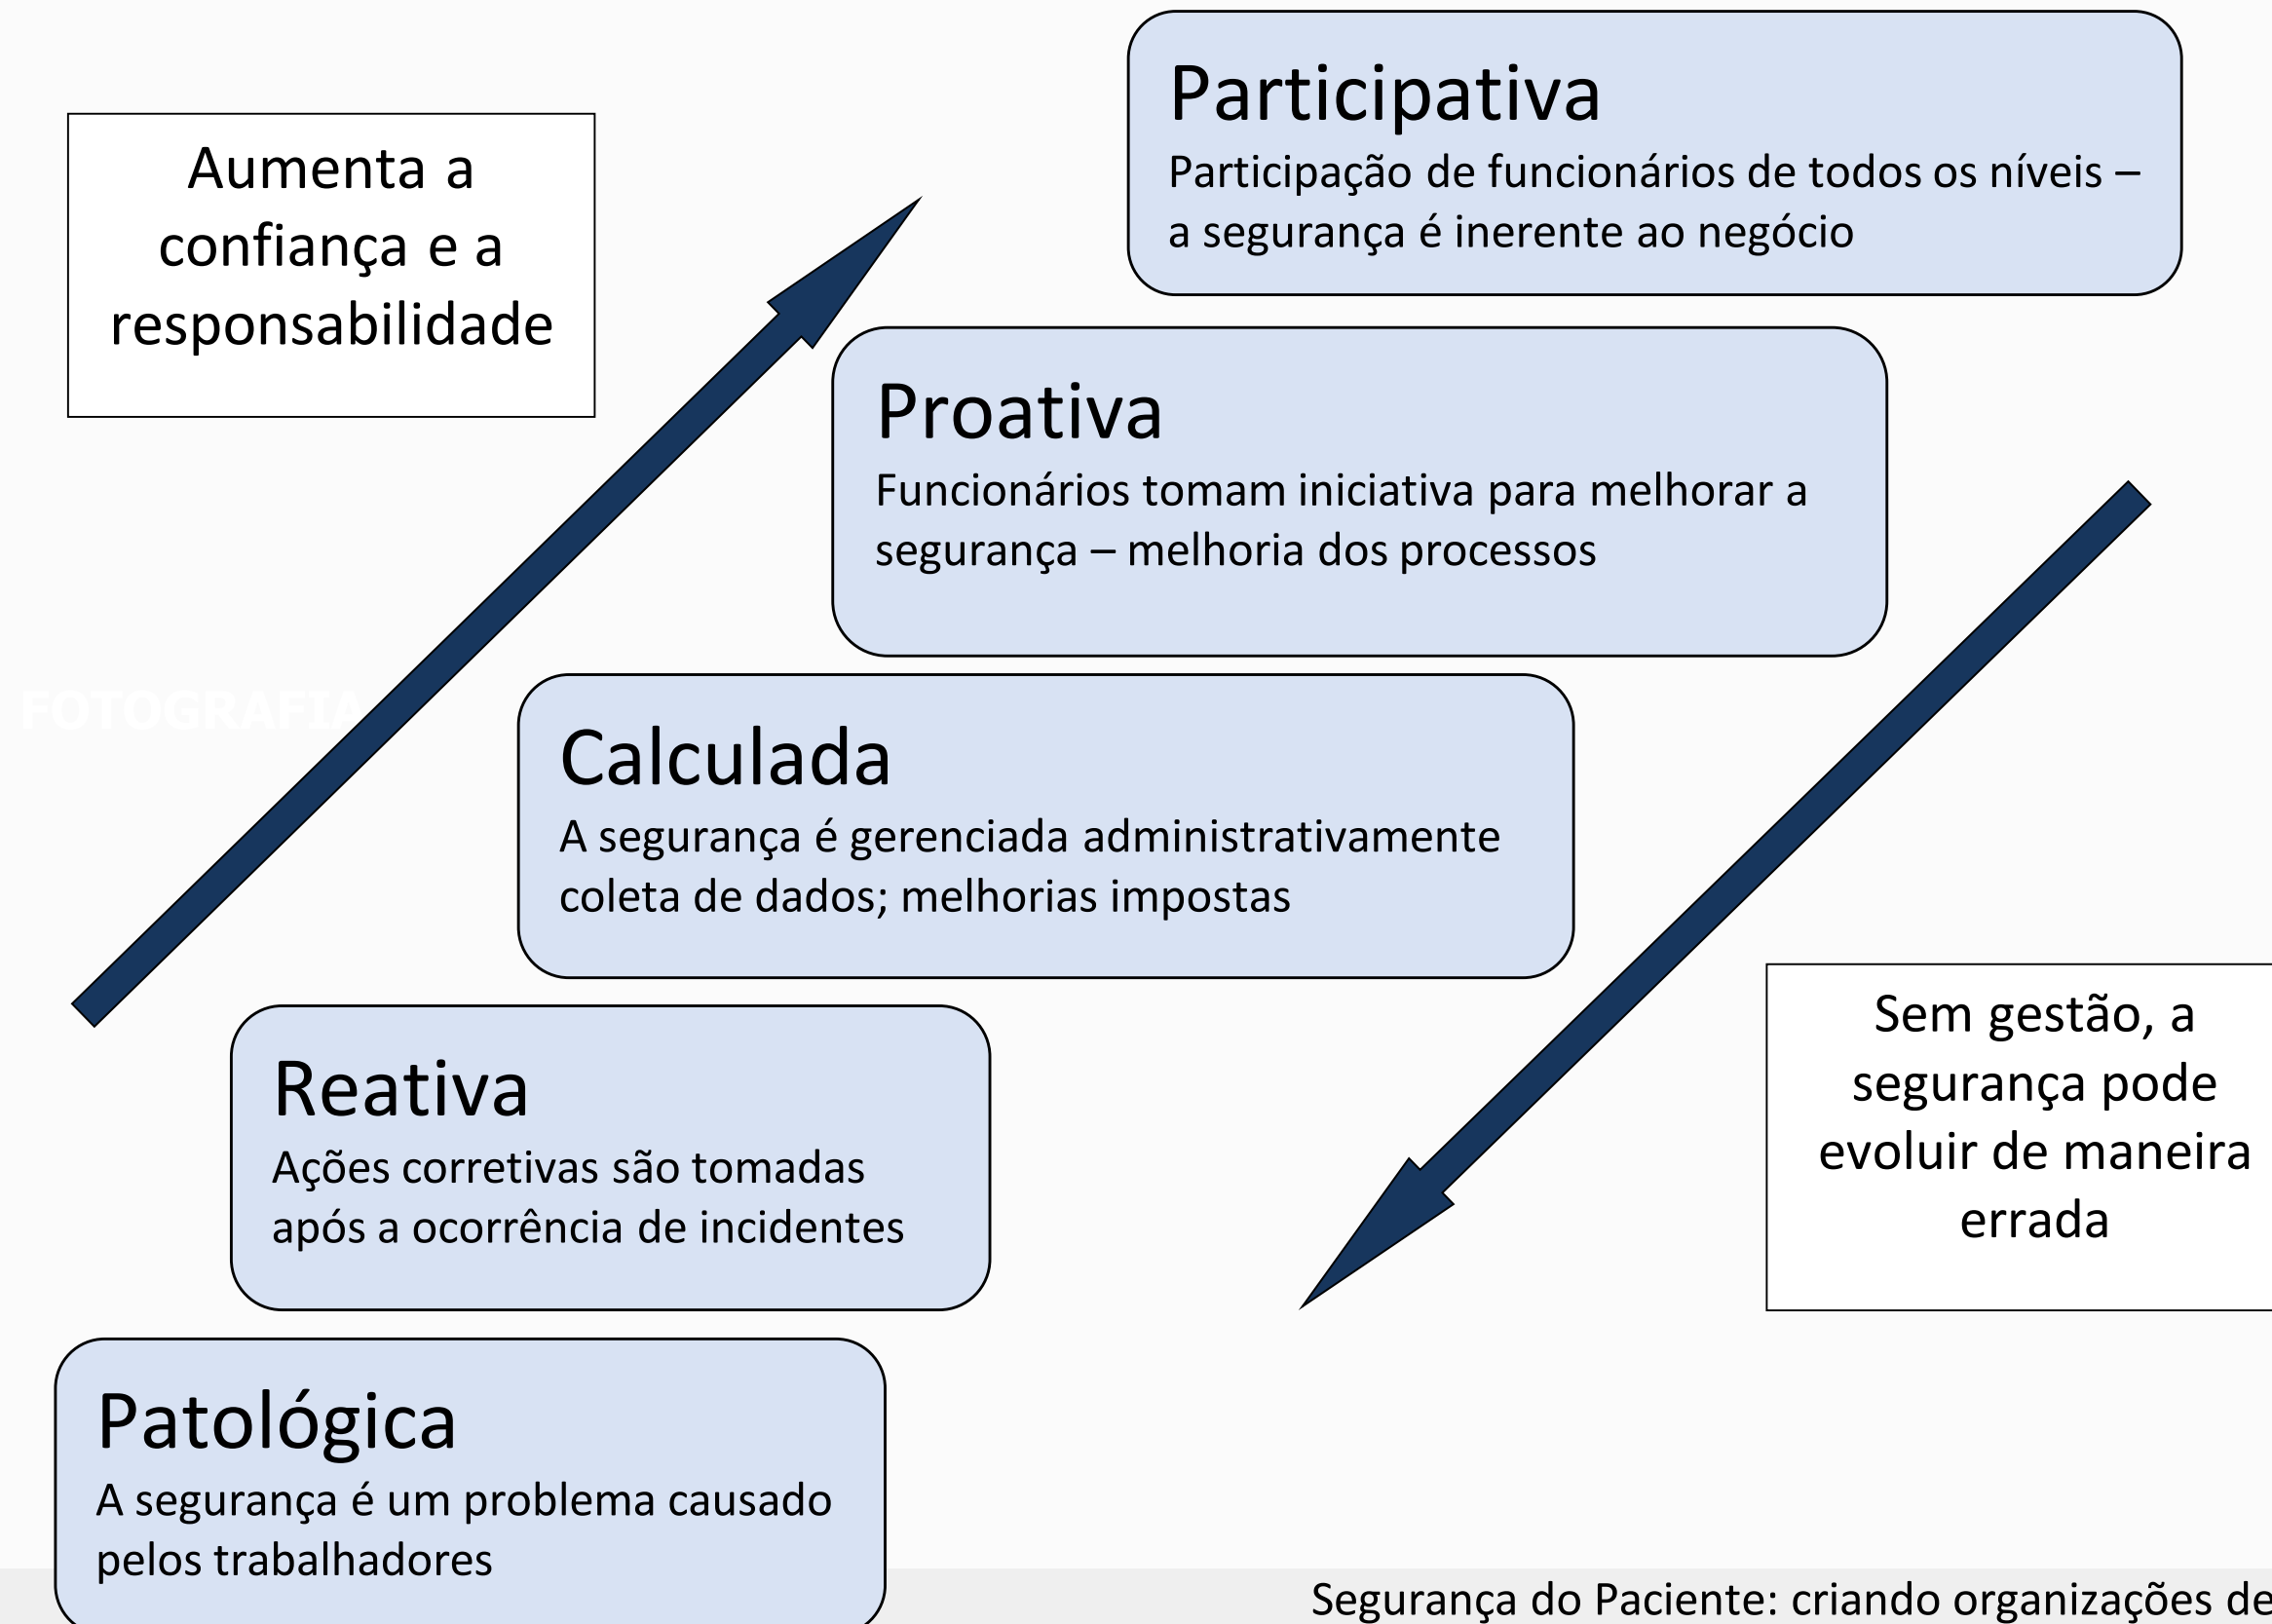 Participativa
Participação de funcionários de todos os níveis –
a segurança é inerente ao negócio
Aumenta a
confiança e a
responsabilidade
Proativa
Funcionários tomam iniciativa para melhorar a
segurança – melhoria dos processos
FOTOGRAFIA
Calculada
A segurança é gerenciada administrativamente
coleta de dados; melhorias impostas
Sem gestão, a
segurança pode
evoluir de maneira
errada
Reativa
Ações corretivas são tomadas
após a ocorrência de incidentes
Patológica
A segurança é um problema causado
pelos trabalhadores
Segurança do Paciente: criando organizações de